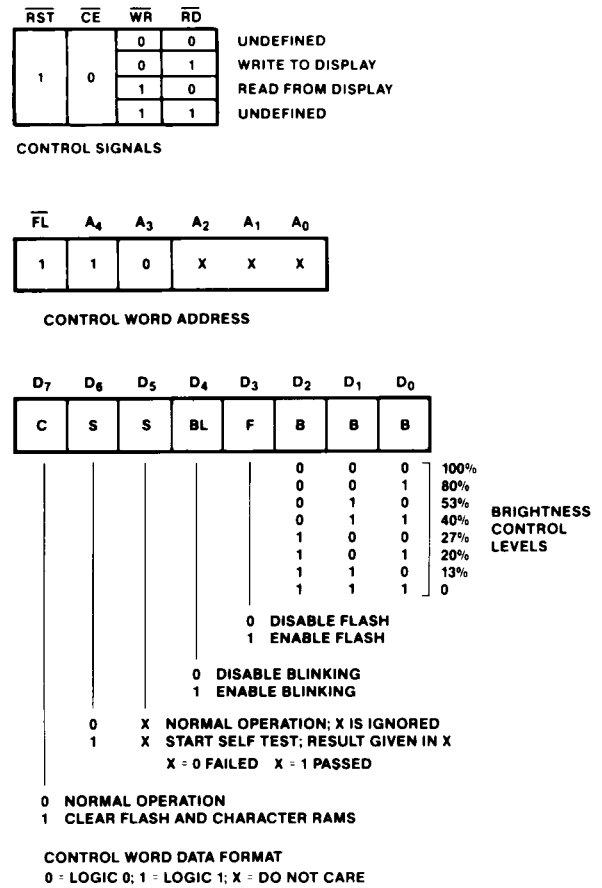 RST CE WR RD
0 0 UNDEFINED
1 0 0 1 WRITE TO DISPLAY
1 0 READ FROM DISPLAY
1 1 UNDEFINED
CONTROL SIGNALS
FL A4 A3 A2 A1 A0
1 1 0 X X X
CONTROL WORD ADDRESS
D7 D6 D5 D4 D3 D2 D1 D0
C S S BL F B B B
0 0 0 100%
0 0 1 80%
0 1 0 53%
0 1 1 40%
1 0 0 27%
1 0 1 20%
1 1 0 13%
1 1 1 0
BRIGHTNESS
CONTROL
LEVELS
0 DISABLE FLASH
1 ENABLE FLASH
0 DISABLE BLINKING
1 ENABLE BLINKING
0 X NORMAL OPERATION; X IS IGNORED
1 X START SELF TEST; RESULT GIVEN IN X
X = 0 FAILED X = 1 PASSED
0 NORMAL OPERATION
1 CLEAR FLASH AND CHARACTER RAMS
CONTROL WORD DATA FORMAT
0 = LOGIC 0; 1 = LOGIC 1; X = DO NOT CARE